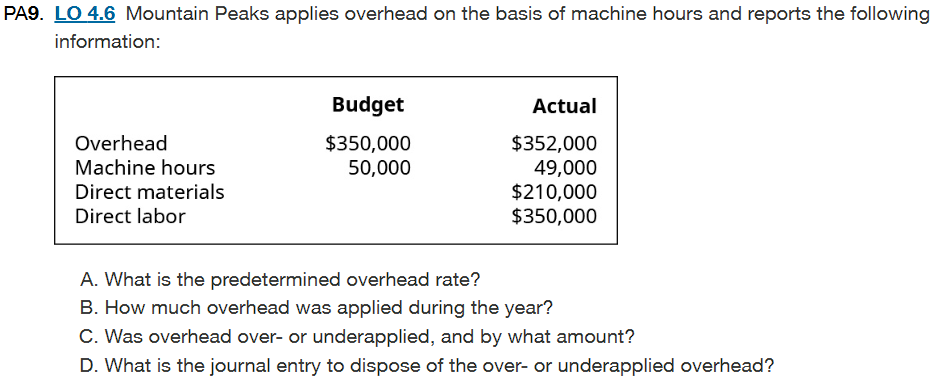 PA9. LO 4.6 Mountain Peaks applies overhead on the basis of machine hours and reports the following
information:
Budget Actual
Overhead $350,000 $352,000
Machine hours 50,000 49,000
Direct materials $210,000
Direct labor $350,000
A. What is the predetermined overhead rate?
B. How much overhead was applied during the year?
C. Was overhead over- or underapplied, and by what amount?
D. What is the journal entry to dispose of the over- or underapplied overhead?